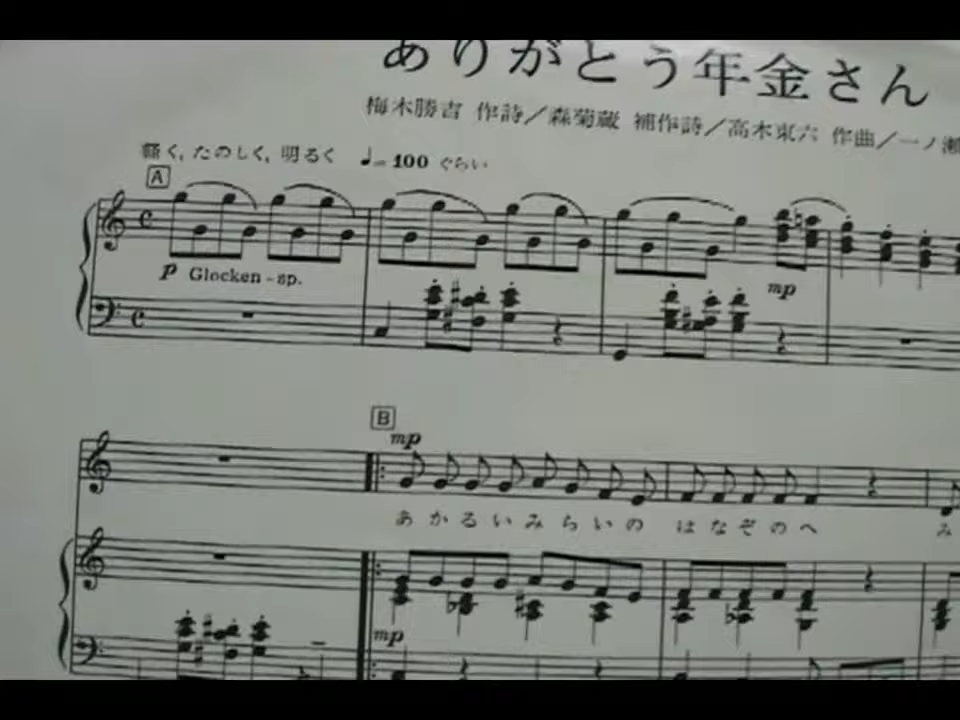 ありがとう年金さん
梅木勝吉 作詩／森菊蔵 補作詩／高木東六 作曲／一ノ瀬
軽く, たのしく, 明るく ♩=100 ぐらい
A
p Glocken-sp.
mp
B
mp
あかるいみらいの はなぞのへ み
mp